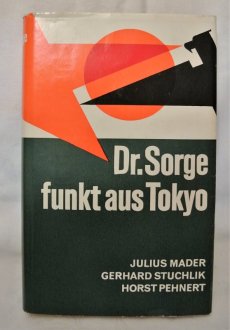 Dr. Sorge
funkt aus Tokyo
JULIUS MADER
GERHARD STUCHLIK
HORST PEHNERT